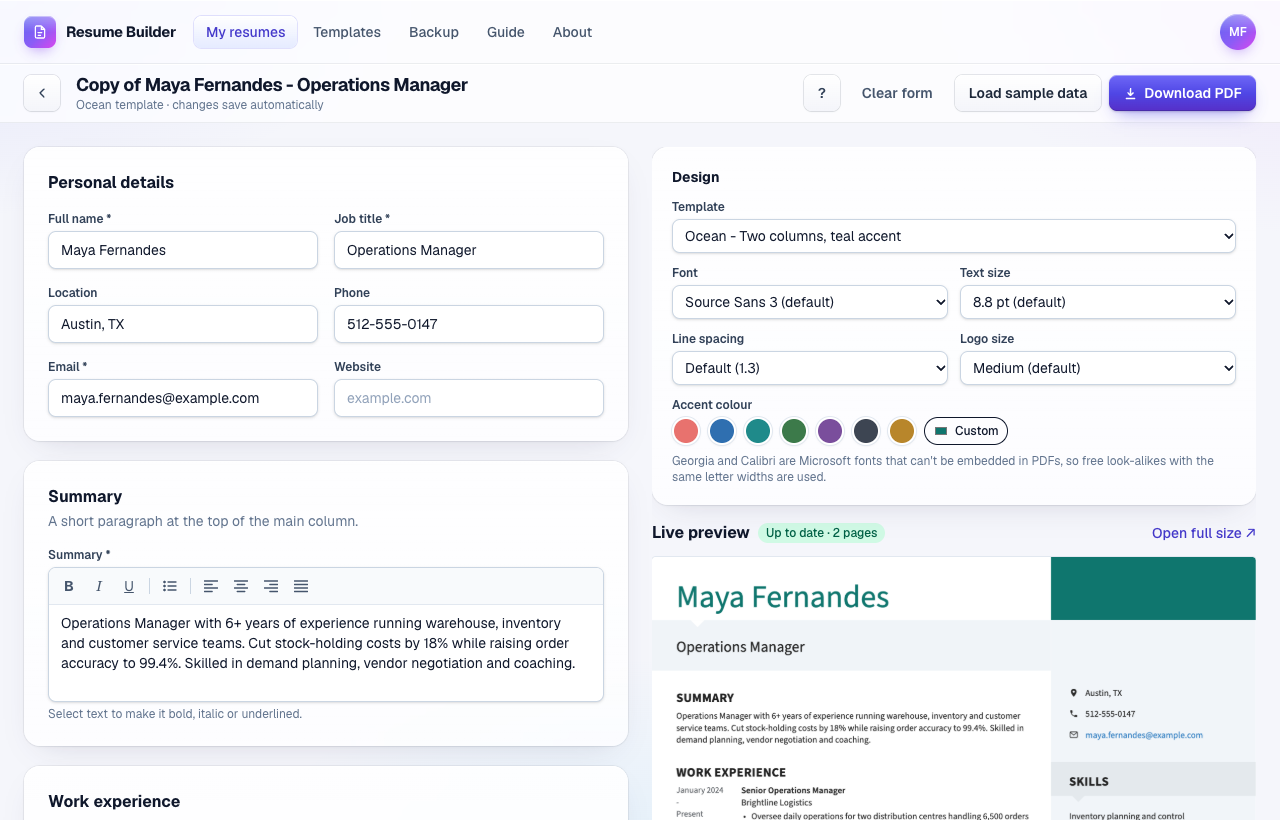 Resume Builder
My resumes
Templates
Backup
Guide
About
MF
Copy of Maya Fernandes - Operations Manager
Ocean template · changes save automatically
?
Clear form
Load sample data
Download PDF
Personal details
Full name *
Job title *
Maya Fernandes
Operations Manager
Location
Phone
Austin, TX
512-555-0147
Email *
Website
maya.fernandes@example.com
example.com
Summary
A short paragraph at the top of the main column.
Summary *
B I U
Operations Manager with 6+ years of experience running warehouse, inventory
and customer service teams. Cut stock-holding costs by 18% while raising order
accuracy to 99.4%. Skilled in demand planning, vendor negotiation and coaching.
Select text to make it bold, italic or underlined.
Work experience
Design
Template
Ocean - Two columns, teal accent
Font
Text size
Source Sans 3 (default)
8.8 pt (default)
Line spacing
Logo size
Default (1.3)
Medium (default)
Accent colour
Custom
Georgia and Calibri are Microsoft fonts that can't be embedded in PDFs, so free look-alikes with the
same letter widths are used.
Live preview
Up to date · 2 pages
Open full size ↗
Maya Fernandes
Operations Manager
SUMMARY
Operations Manager with 6+ years of experience running warehouse, inventory and customer
service teams. Cut stock-holding costs by 18% while raising order accuracy to 99.4%. Skilled in
demand planning, vendor negotiation and coaching.
WORK EXPERIENCE
January 2024
-
Present
Senior Operations Manager
Brightline Logistics
• Oversee daily operations for two distribution centres handling 6,500 orders
Austin, TX
512-555-0147
maya.fernandes@example.com
SKILLS
Inventory planning and control